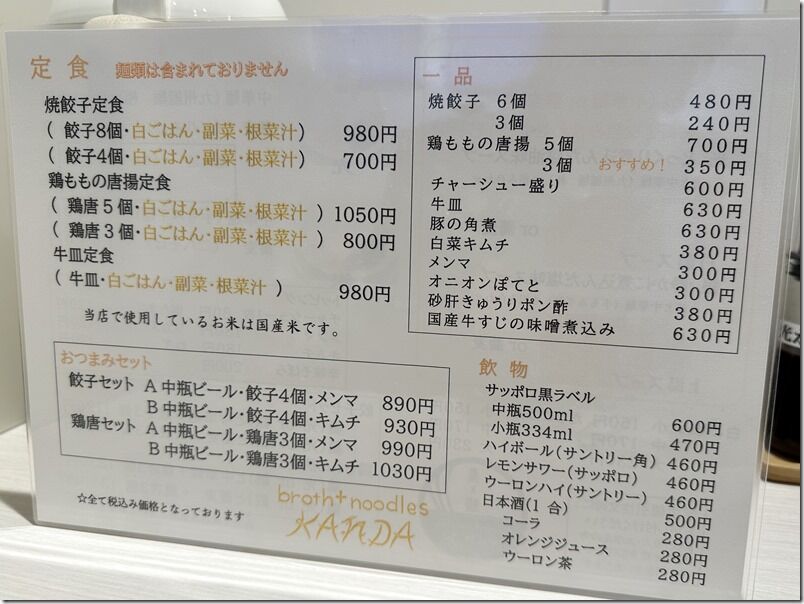 定食 麺類は含まれておりません
焼餃子定食
( 餃子8個・白ごはん・副菜・根菜汁) 980円
( 餃子4個・白ごはん・副菜・根菜汁) 700円
鶏ももの唐揚定食
( 鶏唐5個・白ごはん・副菜・根菜汁 ) 1050円
( 鶏唐3個・白ごはん・副菜・根菜汁 ) 800円
牛皿定食
( 牛皿・白ごはん・副菜・根菜汁 ) 980円
当店で使用しているお米は国産米です。
おつまみセット
餃子セット A 中瓶ビール・餃子4個・メンマ 890円
B 中瓶ビール・餃子4個・キムチ 930円
鶏唐セット A 中瓶ビール・鶏唐3個・メンマ 990円
B 中瓶ビール・鶏唐3個・キムチ 1030円
☆全て税込み価格となっております
broth+noodles
KANDA
一品
焼餃子 6個 480円
3個 240円
鶏ももの唐揚 5個 700円
3個 おすすめ! 350円
チャーシュー盛り 600円
牛皿 630円
豚の角煮 630円
白菜キムチ 380円
メンマ 300円
オニオンぽてと 300円
砂肝きゅうりポン酢 380円
国産牛すじの味噌煮込み 630円
飲物
サッポロ黒ラベル
中瓶500ml 600円
小瓶334ml 470円
ハイボール(サントリー角) 460円
レモンサワー(サッポロ) 460円
ウーロンハイ(サントリー) 460円
日本酒(1合) 500円
コーラ 280円
オレンジジュース 280円
ウーロン茶 280円